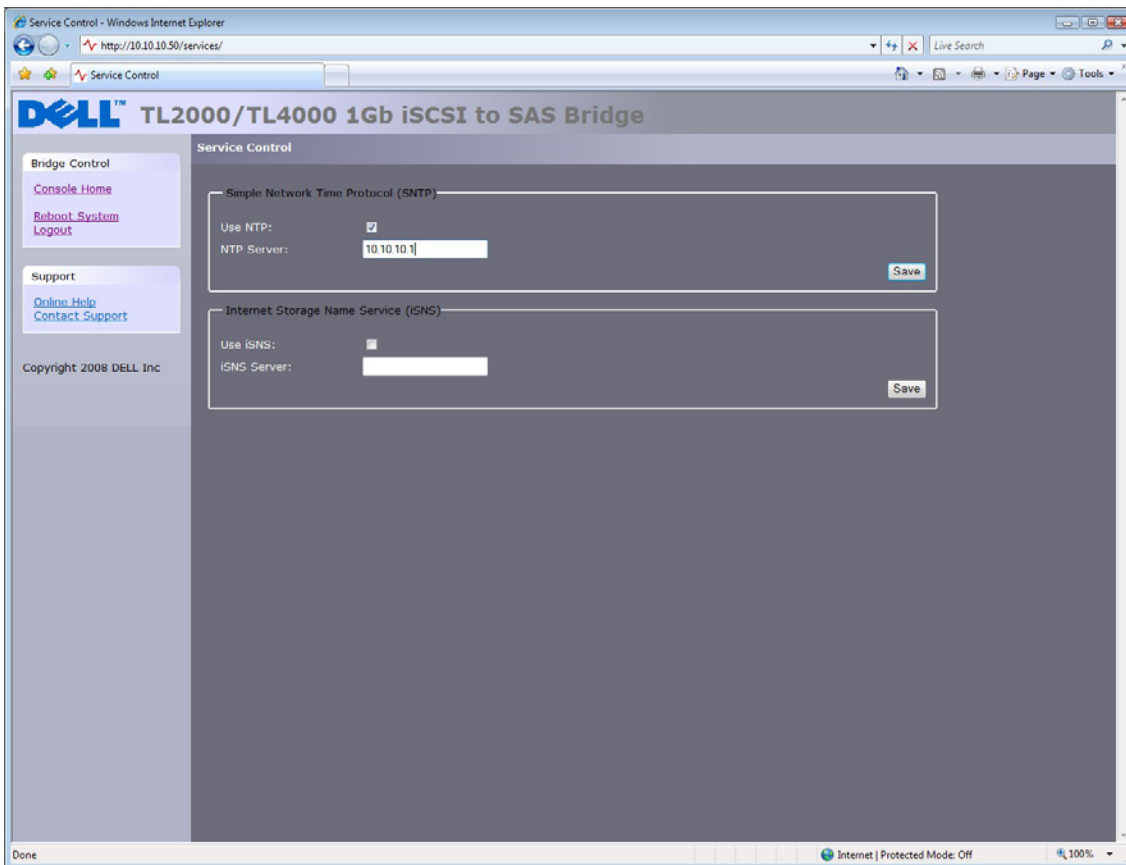 Service Control - Windows Internet Explorer
http://10.10.10.50/services/
Live Search
Service Control
Page
Tools
DELL™ TL2000/TL4000 1Gb iSCSI to SAS Bridge
Service Control
Bridge Control
Console Home
Reboot System
Logout
Support
Online Help
Contact Support
Copyright 2008 DELL Inc
Simple Network Time Protocol (SNTP)
Use NTP:
NTP Server: 10.10.10.1
Save
Internet Storage Name Service (iSNS)
Use iSNS:
iSNS Server:
Save
Done
Internet | Protected Mode: Off
100%